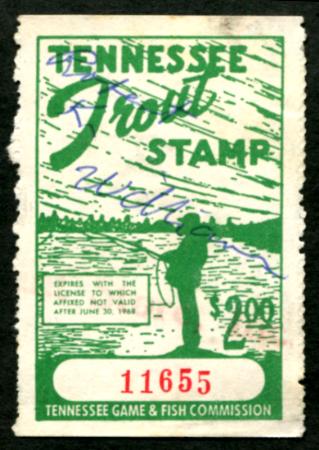 TENNESSEE
Trout
STAMP
Williams
EXPIRES WITH THE
LICENSE TO WHICH
AFFIXED NOT VALID
AFTER JUNE 30, 1968
$2.00
11655
TENNESSEE GAME & FISH COMMISSION